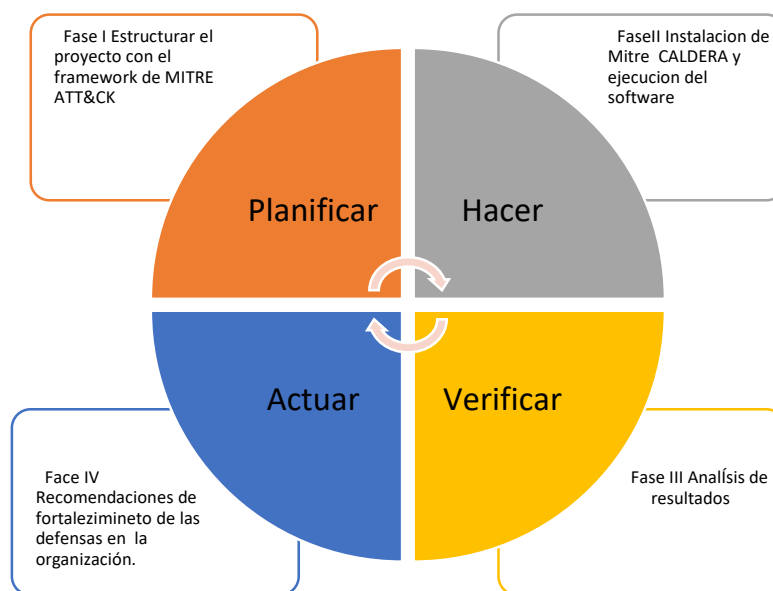 Fase I Estructurar el
proyecto con el
framework de MITRE
ATT&CK
FaseII Instalacion de
Mitre CALDERA y
ejecucion del
software
Planificar
Hacer
Actuar
Verificar
Face IV
Recomendaciones de
fortalezimineto de las
defensas en la
organización.
Fase III AnalÍsis de
resultados